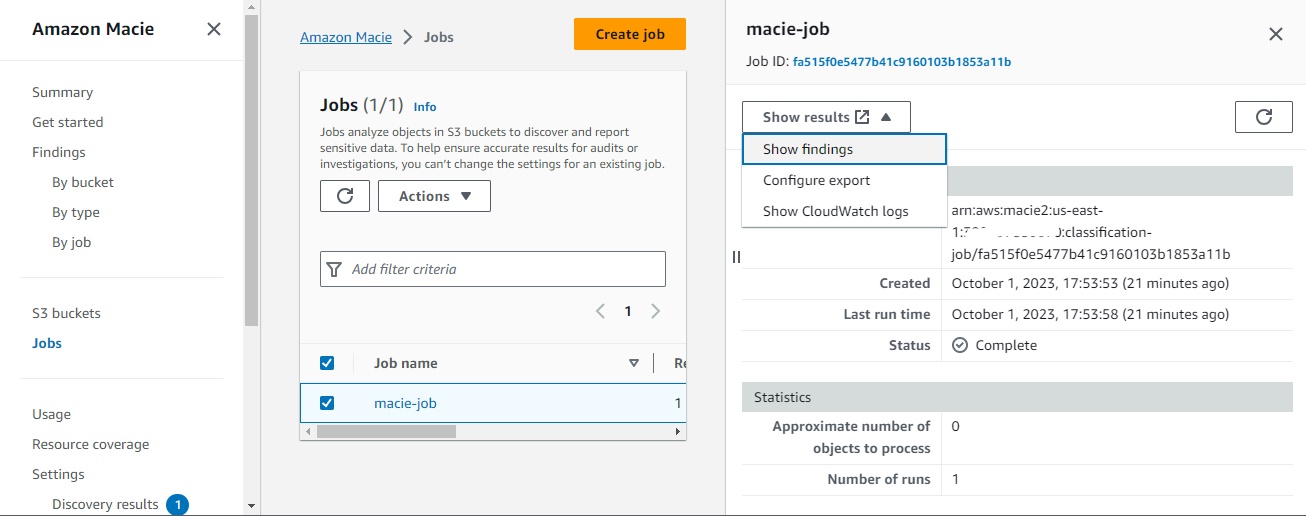 Amazon Macie
Summary
Get started
Findings
By bucket
By type
By job
S3 buckets
Jobs
Usage
Resource coverage
Settings
Discovery results 1
Amazon Macie > Jobs
Create job
Jobs (1/1) Info
Jobs analyze objects in S3 buckets to discover and report
sensitive data. To help ensure accurate results for audits or
investigations, you can't change the settings for an existing job.
Actions
Add filter criteria
1
Job name
macie-job 1
macie-job
Job ID: fa515f0e5477b41c9160103b1853a11b
Show results
Show findings
Configure export
Show CloudWatch logs
arn:aws:macie2:us-east-
:classification-
job/fa515f0e5477b41c9160103b1853a11b
Created October 1, 2023, 17:53:53 (21 minutes ago)
Last run time October 1, 2023, 17:53:58 (21 minutes ago)
Status Complete
Statistics
Approximate number of 0
objects to process
Number of runs 1